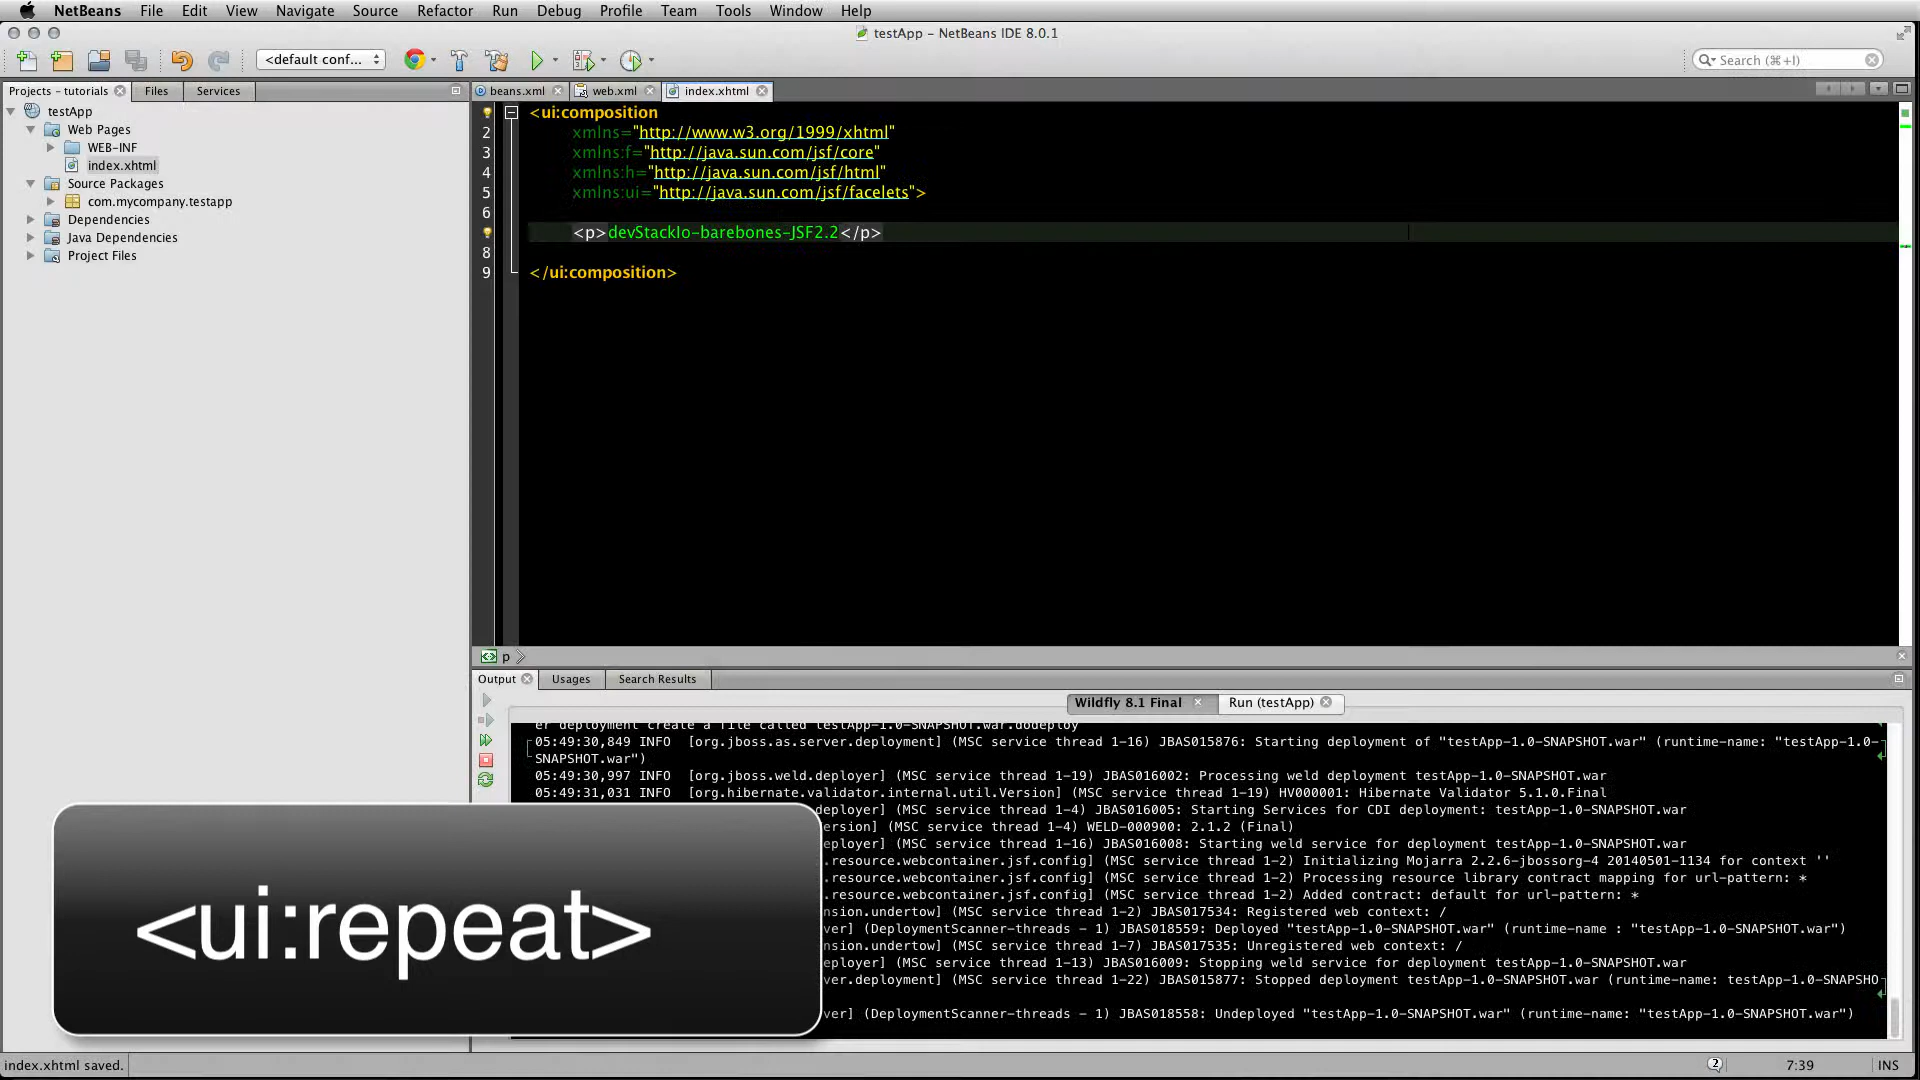 NetBeans File Edit View Navigate Source Refactor Run Debug Profile Team Tools Window Help
testApp - NetBeans IDE 8.0.1
<default conf...
Search (⌘+I)
Projects - tutorials Files Services
beans.xml web.xml index.xhtml
testApp
Web Pages
WEB-INF
index.xhtml
Source Packages
com.mycompany.testapp
Dependencies
Java Dependencies
Project Files
<ui:composition
2 xmlns="http://www.w3.org/1999/xhtml"
3 xmlns:f="http://java.sun.com/jsf/core"
4 xmlns:h="http://java.sun.com/jsf/html"
5 xmlns:ui="http://java.sun.com/jsf/facelets">
6
<p>devStackIo-barebones-JSF2.2</p>
8
9 </ui:composition>
p
Output Usages Search Results
Wildfly 8.1 Final Run (testApp)
er deployment create a file called testApp-1.0-SNAPSHOT.war.dodeploy
05:49:30,849 INFO [org.jboss.as.server.deployment] (MSC service thread 1-16) JBAS015876: Starting deployment of "testApp-1.0-SNAPSHOT.war" (runtime-name: "testApp-1.0-
SNAPSHOT.war")
05:49:30,997 INFO [org.jboss.weld.deployer] (MSC service thread 1-19) JBAS016002: Processing weld deployment testApp-1.0-SNAPSHOT.war
05:49:31,031 INFO [org.hibernate.validator.internal.util.Version] (MSC service thread 1-19) HV000001: Hibernate Validator 5.1.0.Final
deployer] (MSC service thread 1-4) JBAS016005: Starting Services for CDI deployment: testApp-1.0-SNAPSHOT.war
ersion] (MSC service thread 1-4) WELD-000900: 2.1.2 (Final)
eployer] (MSC service thread 1-16) JBAS016008: Starting weld service for deployment testApp-1.0-SNAPSHOT.war
.resource.webcontainer.jsf.config] (MSC service thread 1-2) Initializing Mojarra 2.2.6-jbossorg-4 20140501-1134 for context ''
.resource.webcontainer.jsf.config] (MSC service thread 1-2) Processing resource library contract mapping for url-pattern: *
.resource.webcontainer.jsf.config] (MSC service thread 1-2) Added contract: default for url-pattern: *
nsion.undertow] (MSC service thread 1-2) JBAS017534: Registered web context: /
ver] (DeploymentScanner-threads - 1) JBAS018559: Deployed "testApp-1.0-SNAPSHOT.war" (runtime-name : "testApp-1.0-SNAPSHOT.war")
nsion.undertow] (MSC service thread 1-7) JBAS017535: Unregistered web context: /
eployer] (MSC service thread 1-13) JBAS016009: Stopping weld service for deployment testApp-1.0-SNAPSHOT.war
ver.deployment] (MSC service thread 1-22) JBAS015877: Stopped deployment testApp-1.0-SNAPSHOT.war (runtime-name: testApp-1.0-SNAPSHO
ver] (DeploymentScanner-threads - 1) JBAS018558: Undeployed "testApp-1.0-SNAPSHOT.war" (runtime-name: "testApp-1.0-SNAPSHOT.war")
<ui:repeat>
index.xhtml saved.
2 7:39 INS